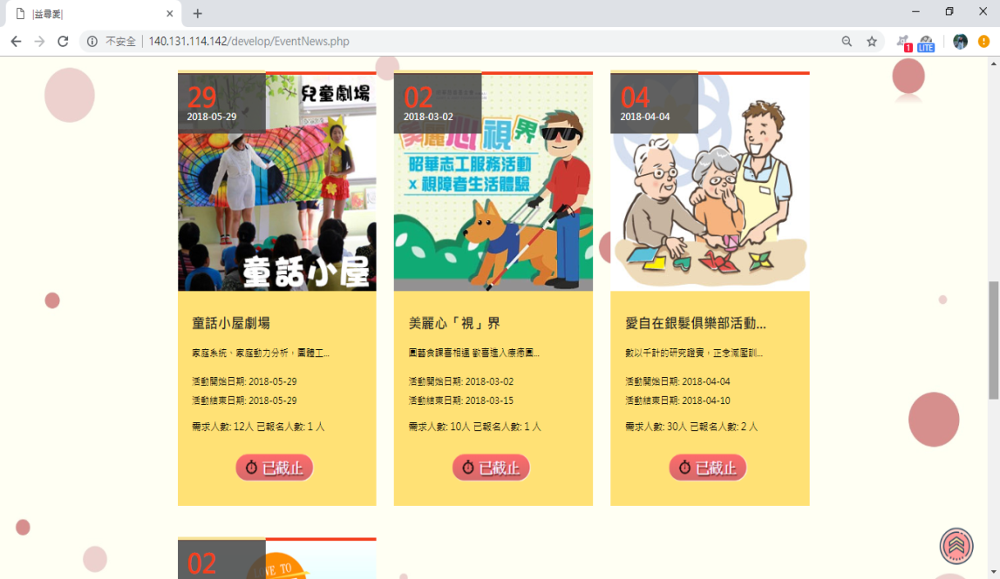 |益尋愛|
不安全 | 140.131.114.142/develop/EventNews.php
1
LITE
29
2018-05-29
兒童劇場
童話小屋
童話小屋劇場
家庭系統、家庭動力分析，團體工...
活動開始日期: 2018-05-29
活動結束日期: 2018-05-29
需求人數: 12人 已報名人數: 1 人
已截止
02
2018-03-02
美麗心視界
昭華志工服務活動
x 視障者生活體驗
美麗心「視」界
園藝食課喜相逢 歡喜進入療癒園...
活動開始日期: 2018-03-02
活動結束日期: 2018-03-15
需求人數: 10人 已報名人數: 1 人
已截止
04
2018-04-04
愛自在銀髮俱樂部活動...
數以千計的研究證實，正念減壓訓...
活動開始日期: 2018-04-04
活動結束日期: 2018-04-10
需求人數: 30人 已報名人數: 2 人
已截止
02
TO